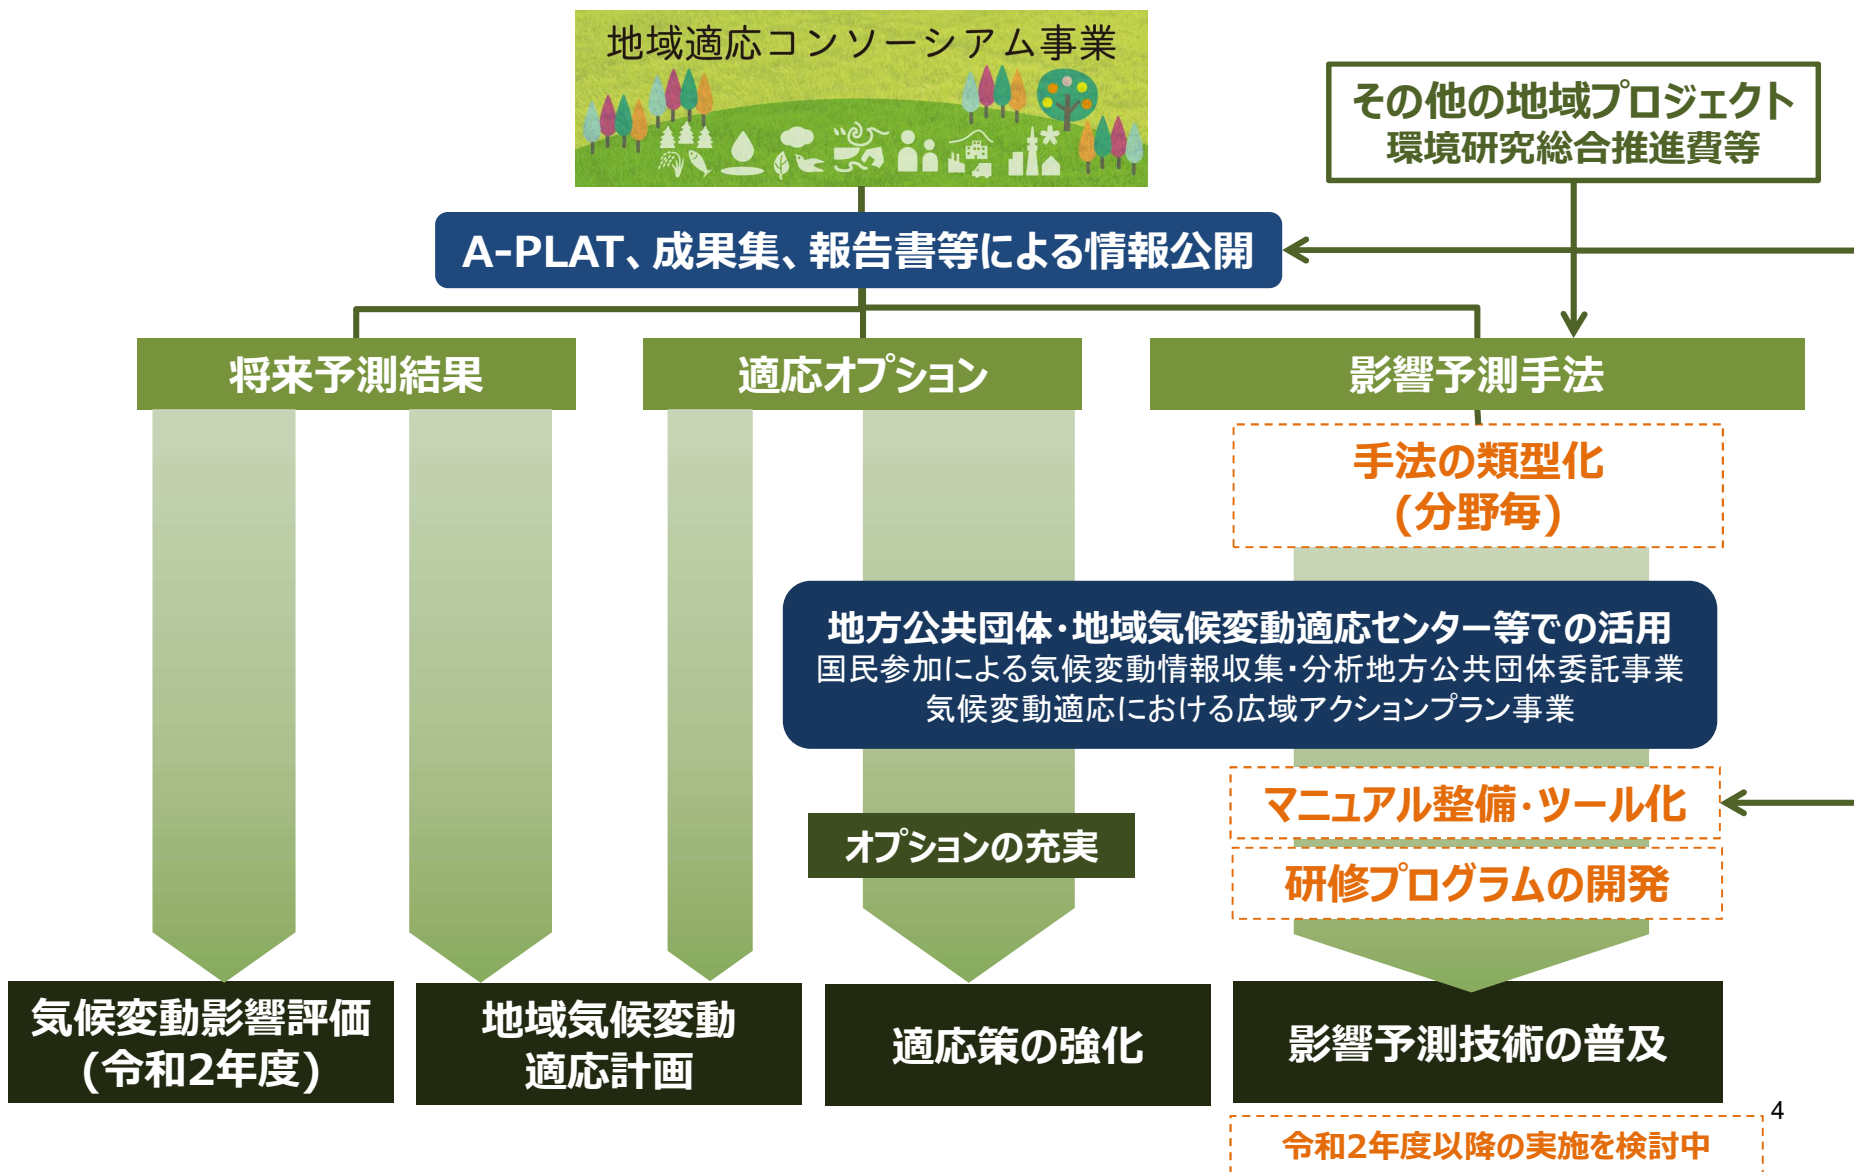 地域適応コンソーシアム事業
その他の地域プロジェクト
環境研究総合推進費等
A-PLAT、成果集、報告書等による情報公開
将来予測結果
適応オプション
影響予測手法
手法の類型化
(分野毎)
地方公共団体・地域気候変動適応センター等での活用
国民参加による気候変動情報収集・分析地方公共団体委託事業
気候変動適応における広域アクションプラン事業
マニュアル整備・ツール化
オプションの充実
研修プログラムの開発
気候変動影響評価
(令和2年度)
地域気候変動
適応計画
適応策の強化
影響予測技術の普及
4
令和2年度以降の実施を検討中